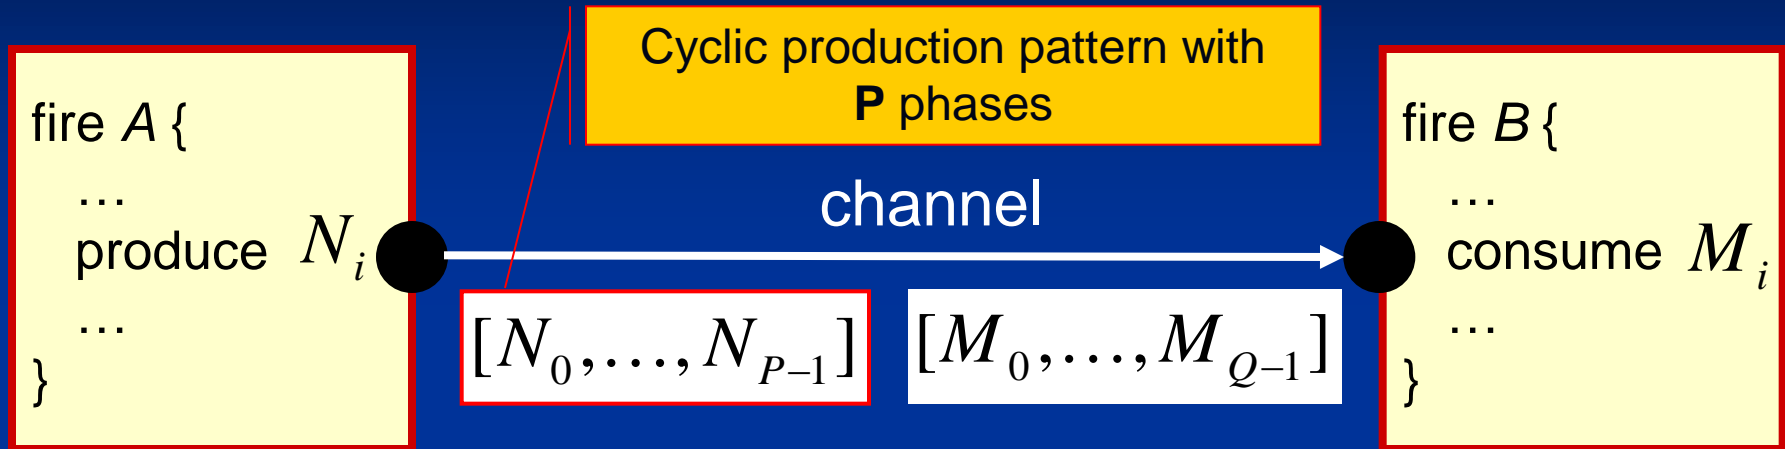 Cyclic production pattern with
P phases
fire A {
…
produce N_i
…
}
channel
[N_0,…,N_{P−1}]
[M_0,…,M_{Q−1}]
fire B {
…
consume M_i
…
}